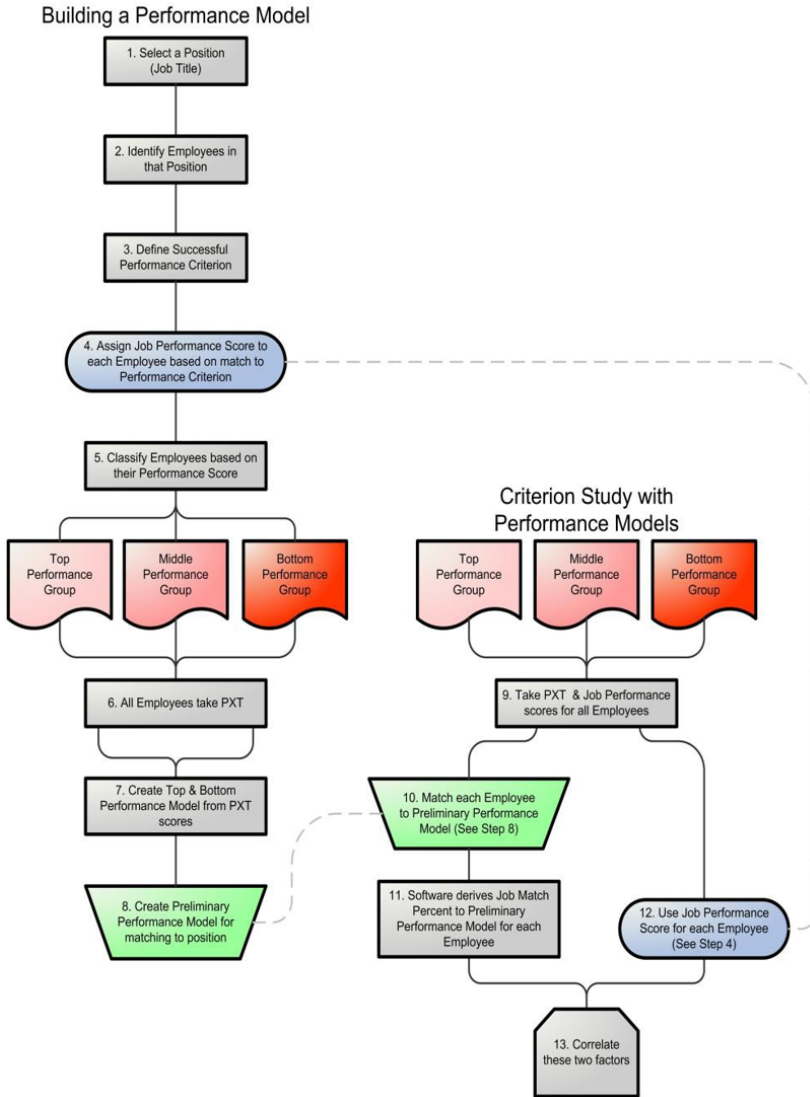 Building a Performance Model
1. Select a Position
(Job Title)
2. Identify Employees in
that Position
3. Define Successful
Performance Criterion
4. Assign Job Performance Score to
each Employee based on match to
Performance Criterion
5. Classify Employees based on
their Performance Score
Top
Performance
Group
Middle
Performance
Group
Bottom
Performance
Group
6. All Employees take PXT
7. Create Top & Bottom
Performance Model from PXT
scores
8. Create Preliminary
Performance Model for
matching to position
Criterion Study with
Performance Models
Top
Performance
Group
Middle
Performance
Group
Bottom
Performance
Group
9. Take PXT & Job Performance
scores for all Employees
10. Match each Employee
to Preliminary Performance
Model (See Step 8)
11. Software derives Job Match
Percent to Preliminary
Performance Model for each
Employee
12. Use Job Performance
Score for each Employee
(See Step 4)
13. Correlate
these two factors